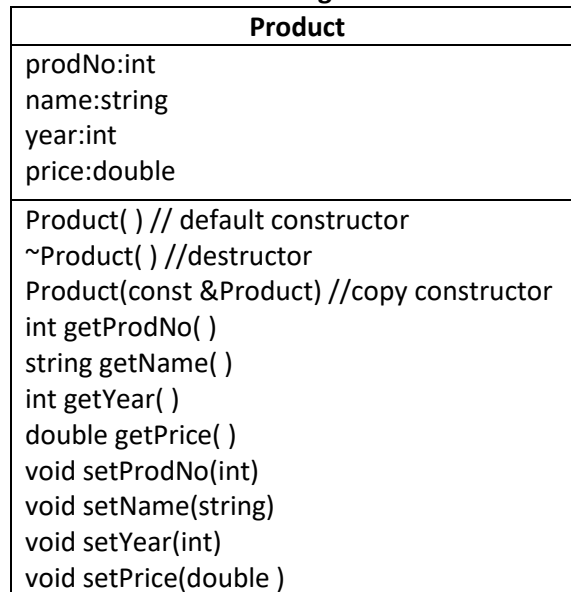 Product
prodNo:int
name:string
year:int
price:double
Product( ) // default constructor
~Product( ) //destructor
Product(const &Product) //copy constructor
int getProdNo( )
string getName( )
int getYear( )
double getPrice( )
void setProdNo(int)
void setName(string)
void setYear(int)
void setPrice(double )